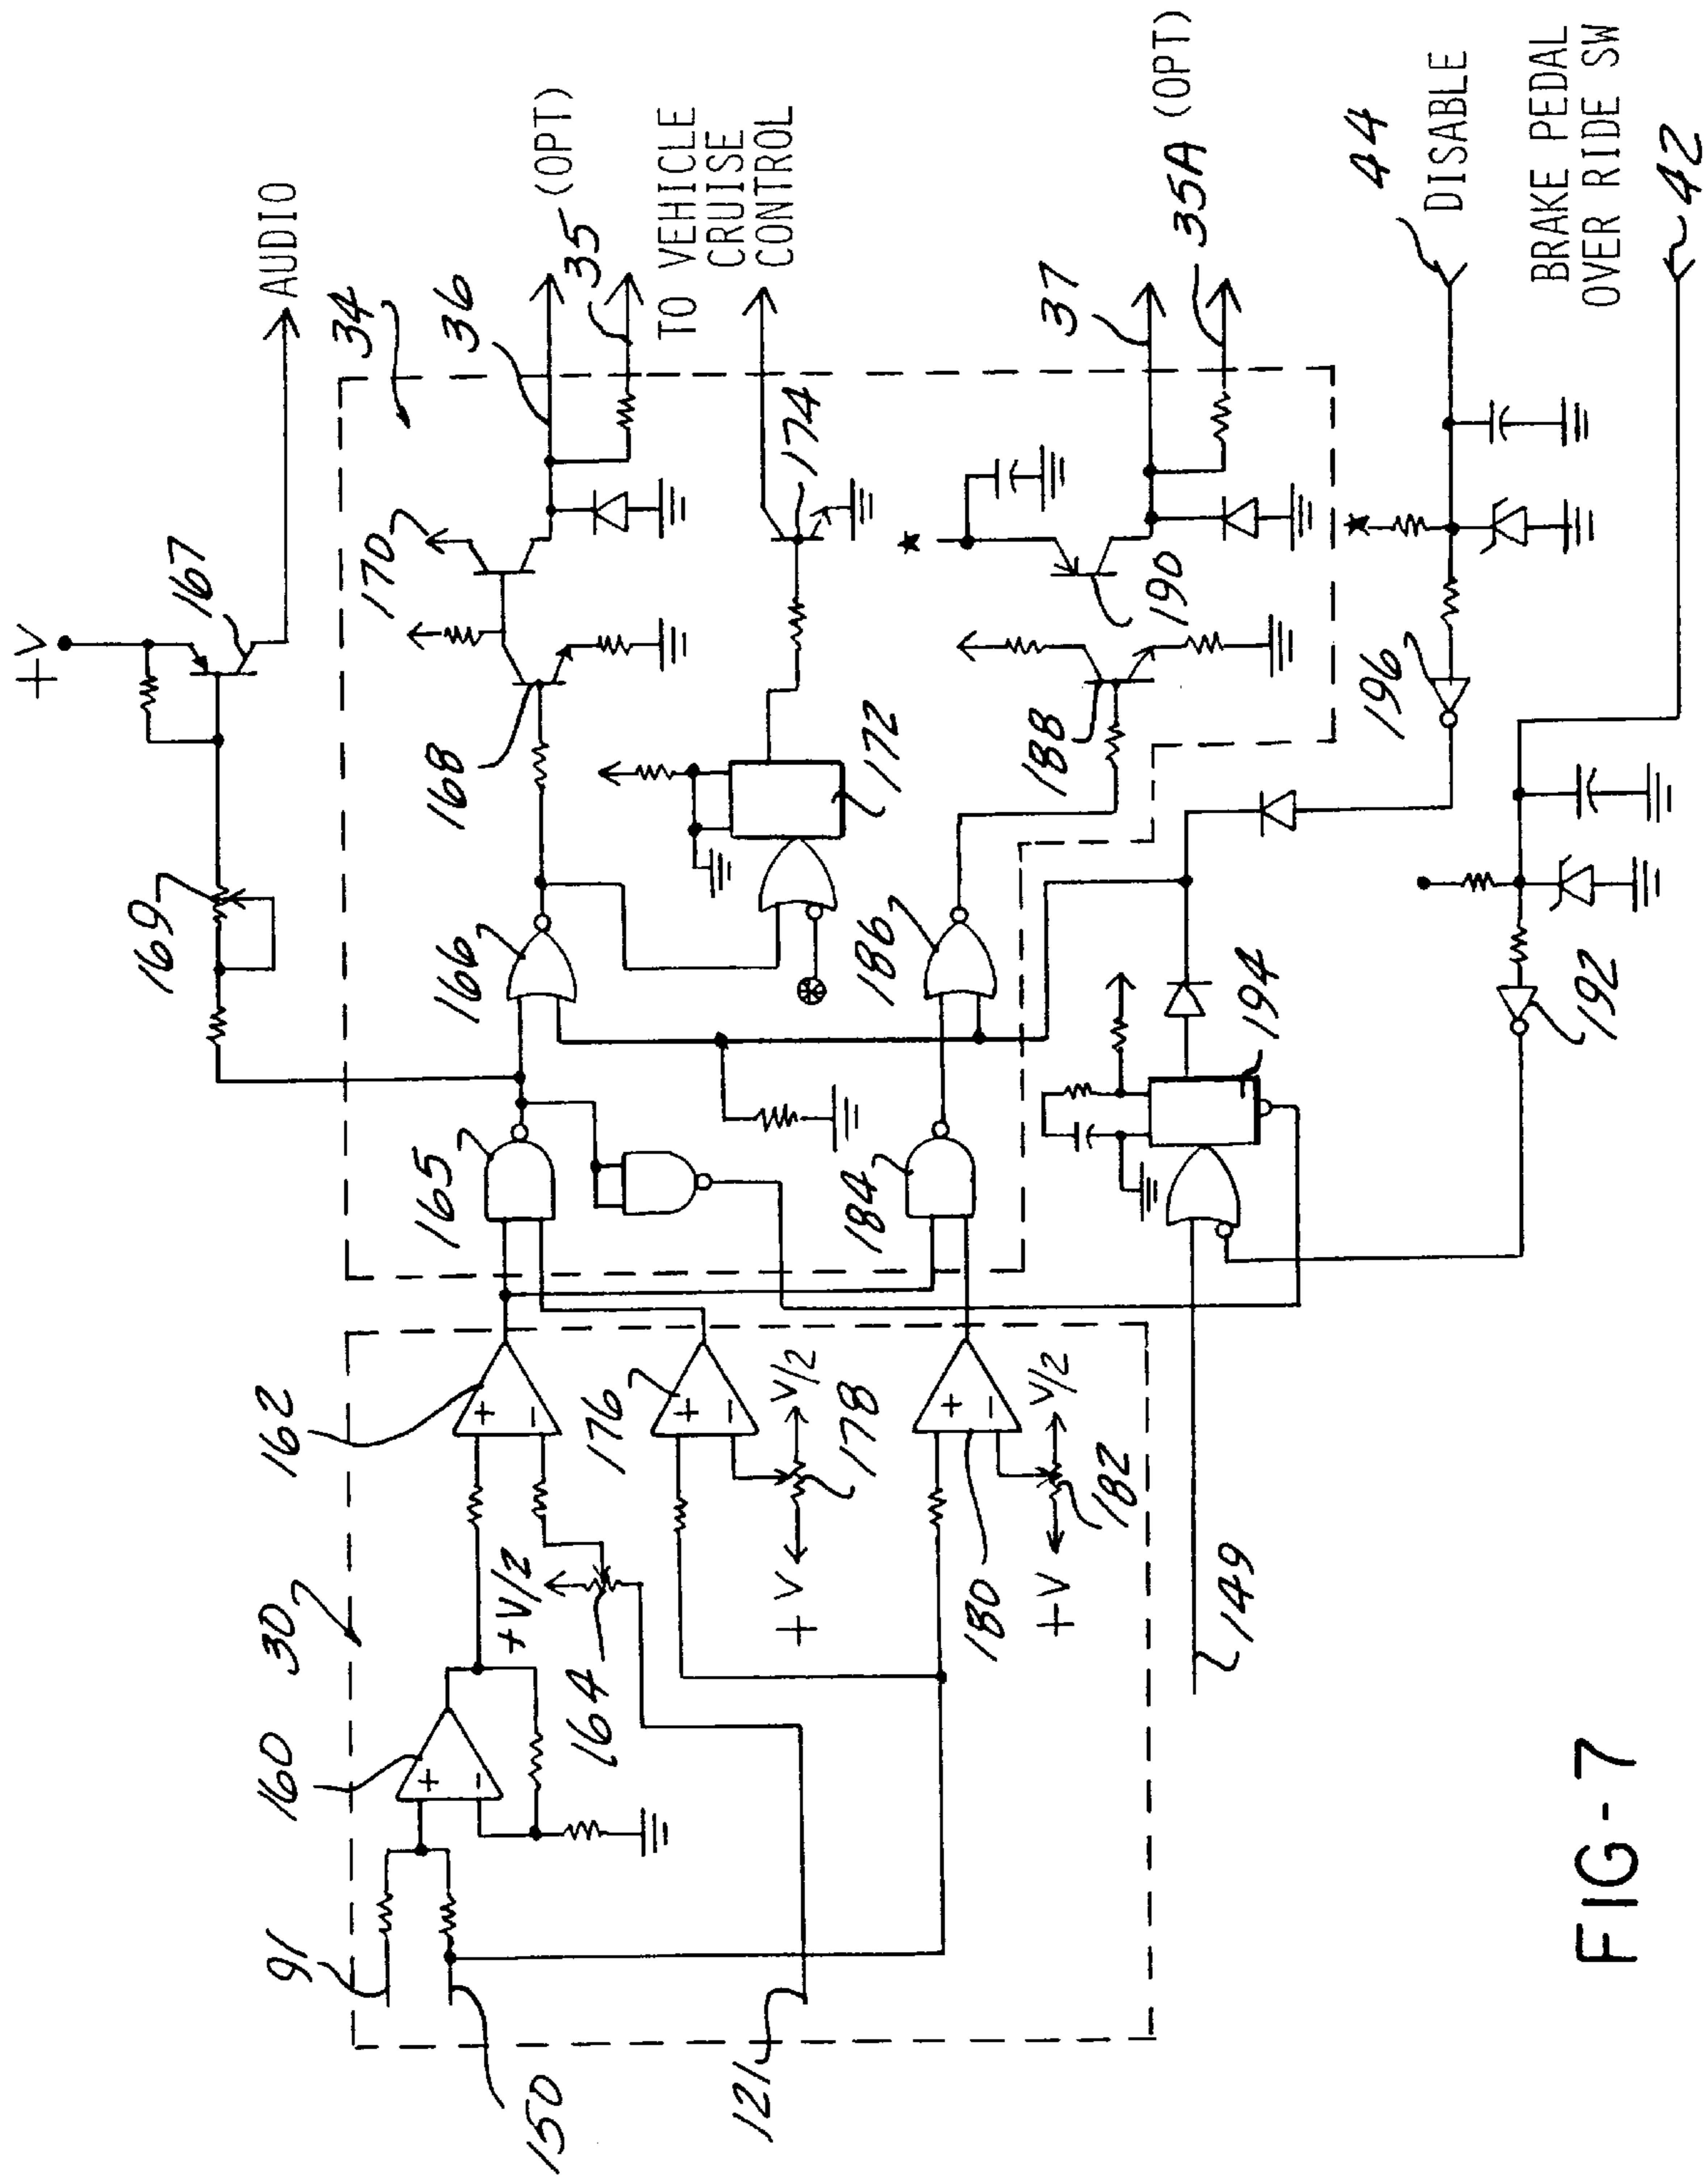 +V
167
AUDIO
169
34
36
35 (OPT)
170
168
166
165
TO VEHICLE
CRUISE
CONTROL
174
172
30
162
160
91
150
+
-
+
-
+V/2
164
176
+
-
V/2
178
+V
121
180
+
-
V/2
182
+V
184
186
188
190
37
35A (OPT)
149
194
196
44
DISABLE
192
BRAKE PEDAL
OVER RIDE SW
42
FIG-7